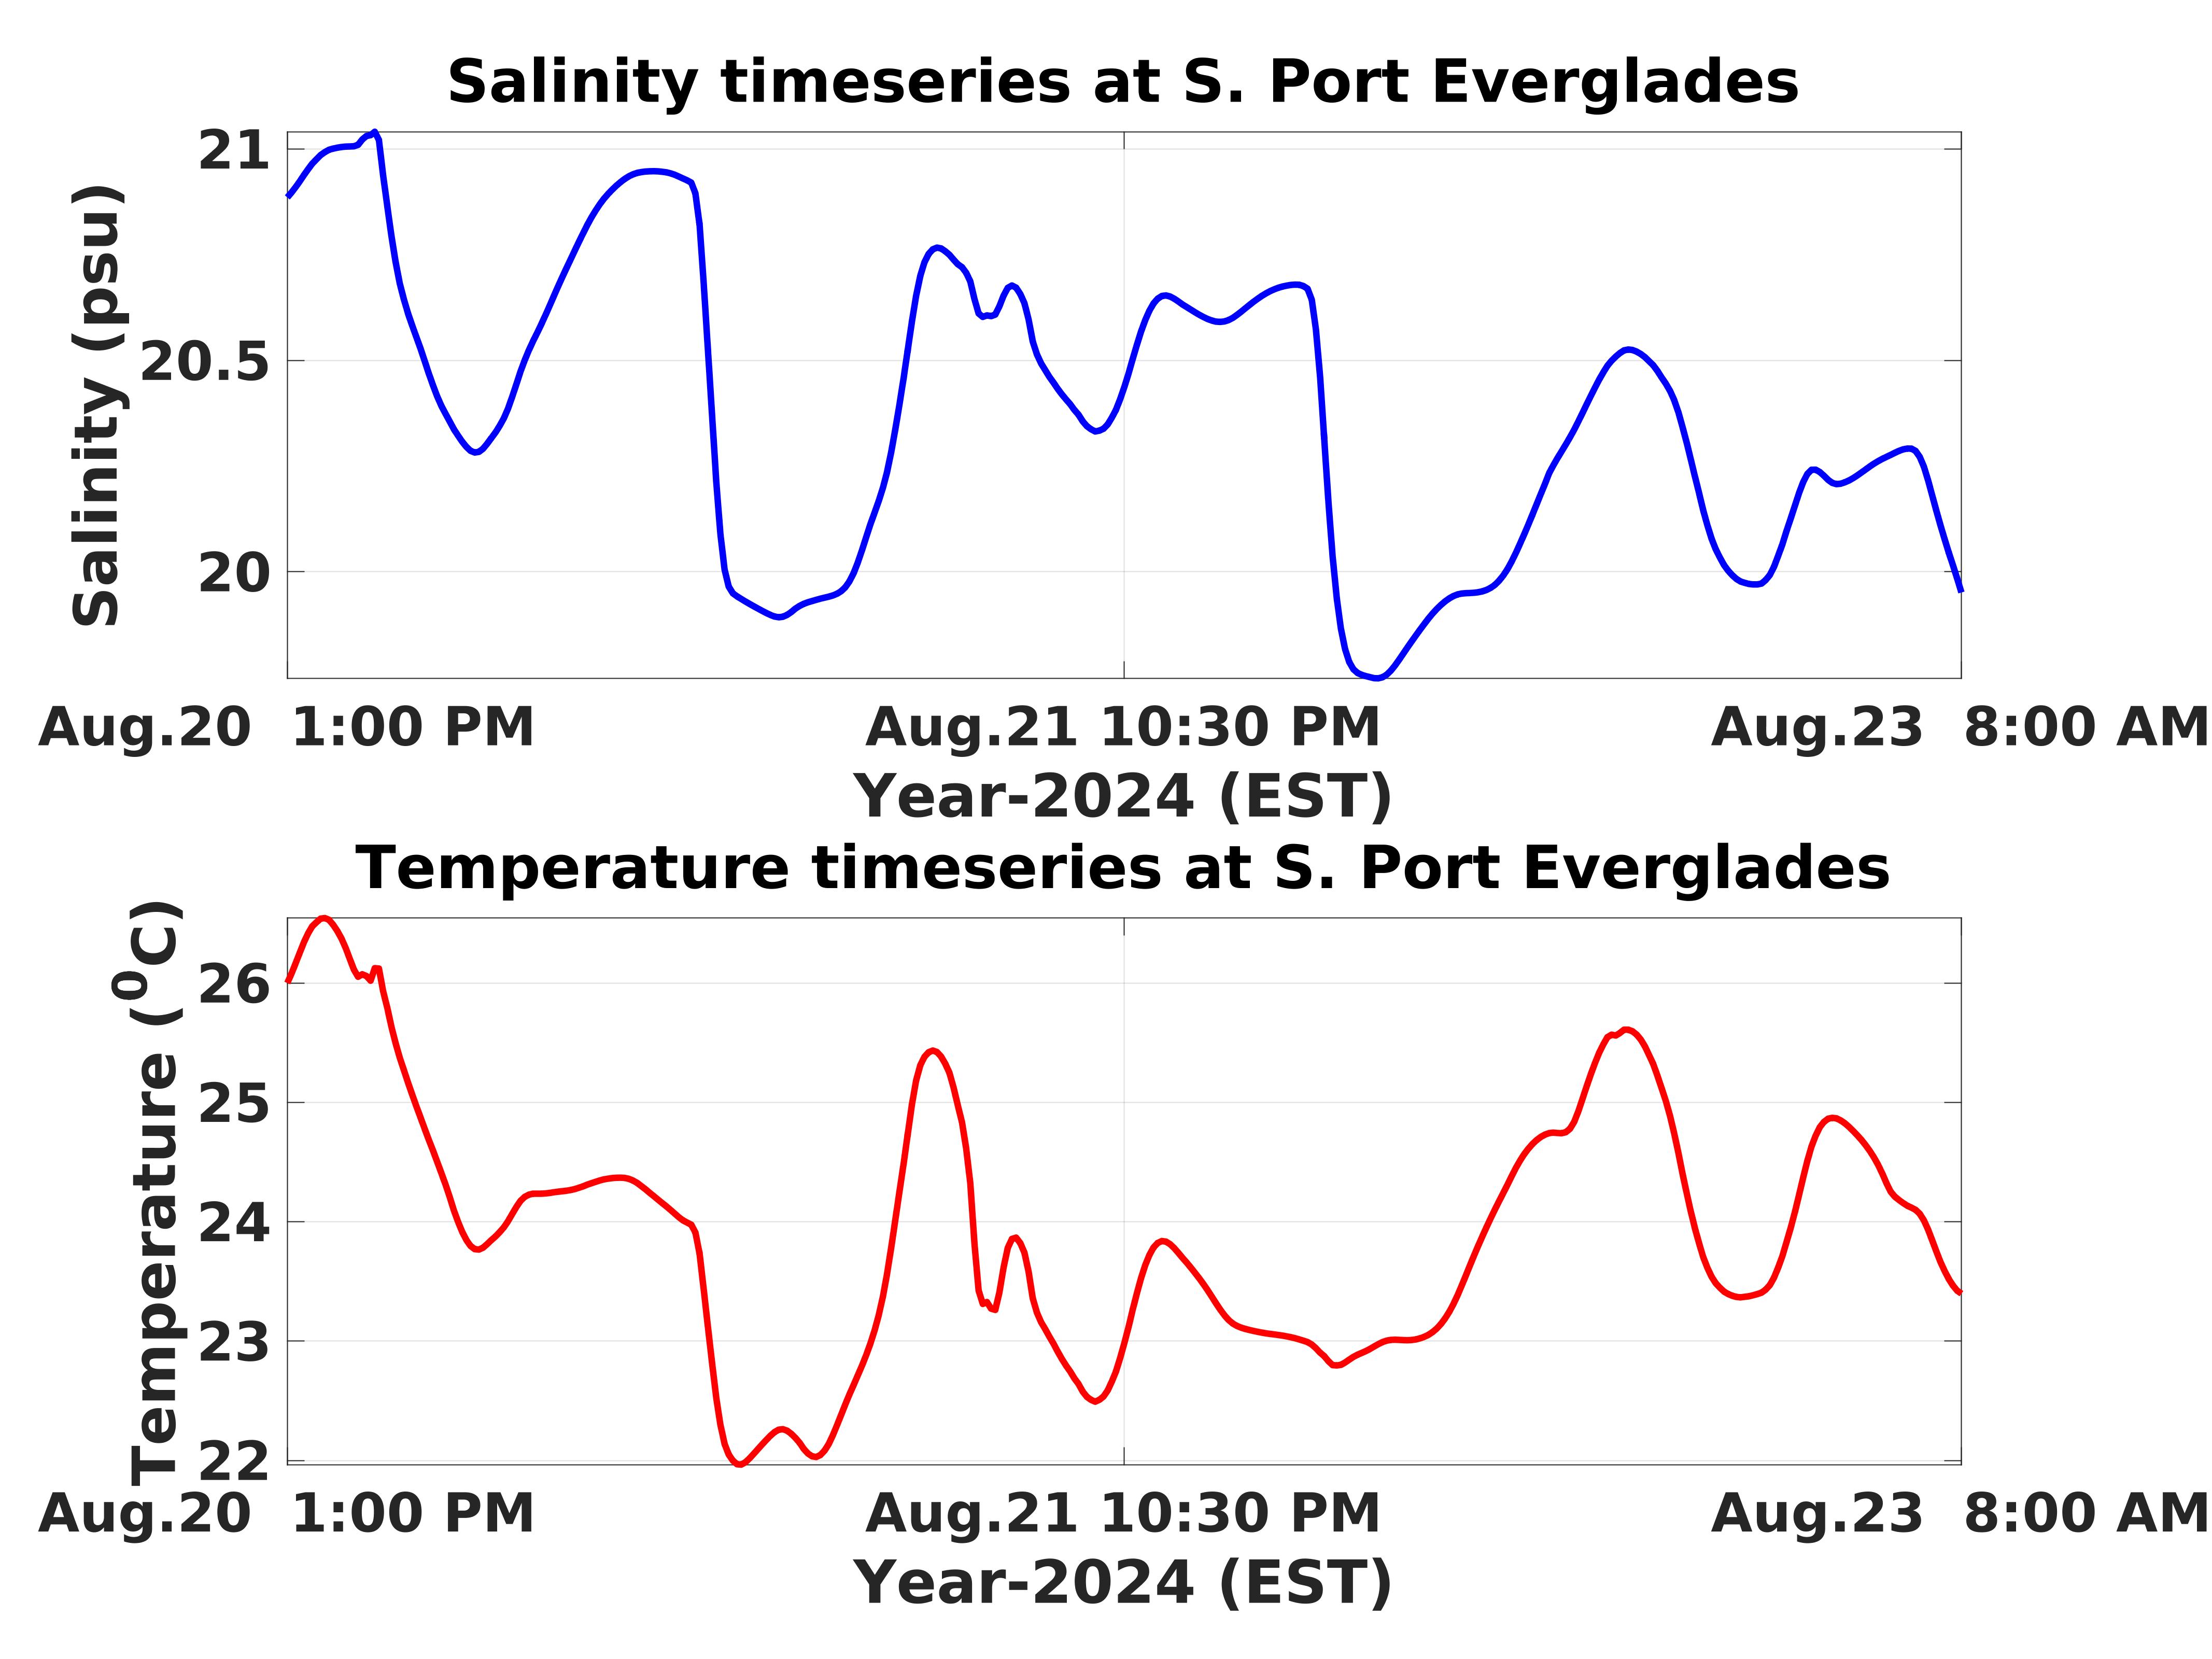 Salinity timeseries at S. Port Everglades
Salinity (psu)
21
20.5
20
Aug.20 1:00 PM
Aug.21 10:30 PM
Aug.23 8:00 AM
Year-2024 (EST)
Temperature timeseries at S. Port Everglades
Temperature (⁰C)
26
25
24
23
22
Aug.20 1:00 PM
Aug.21 10:30 PM
Aug.23 8:00 AM
Year-2024 (EST)